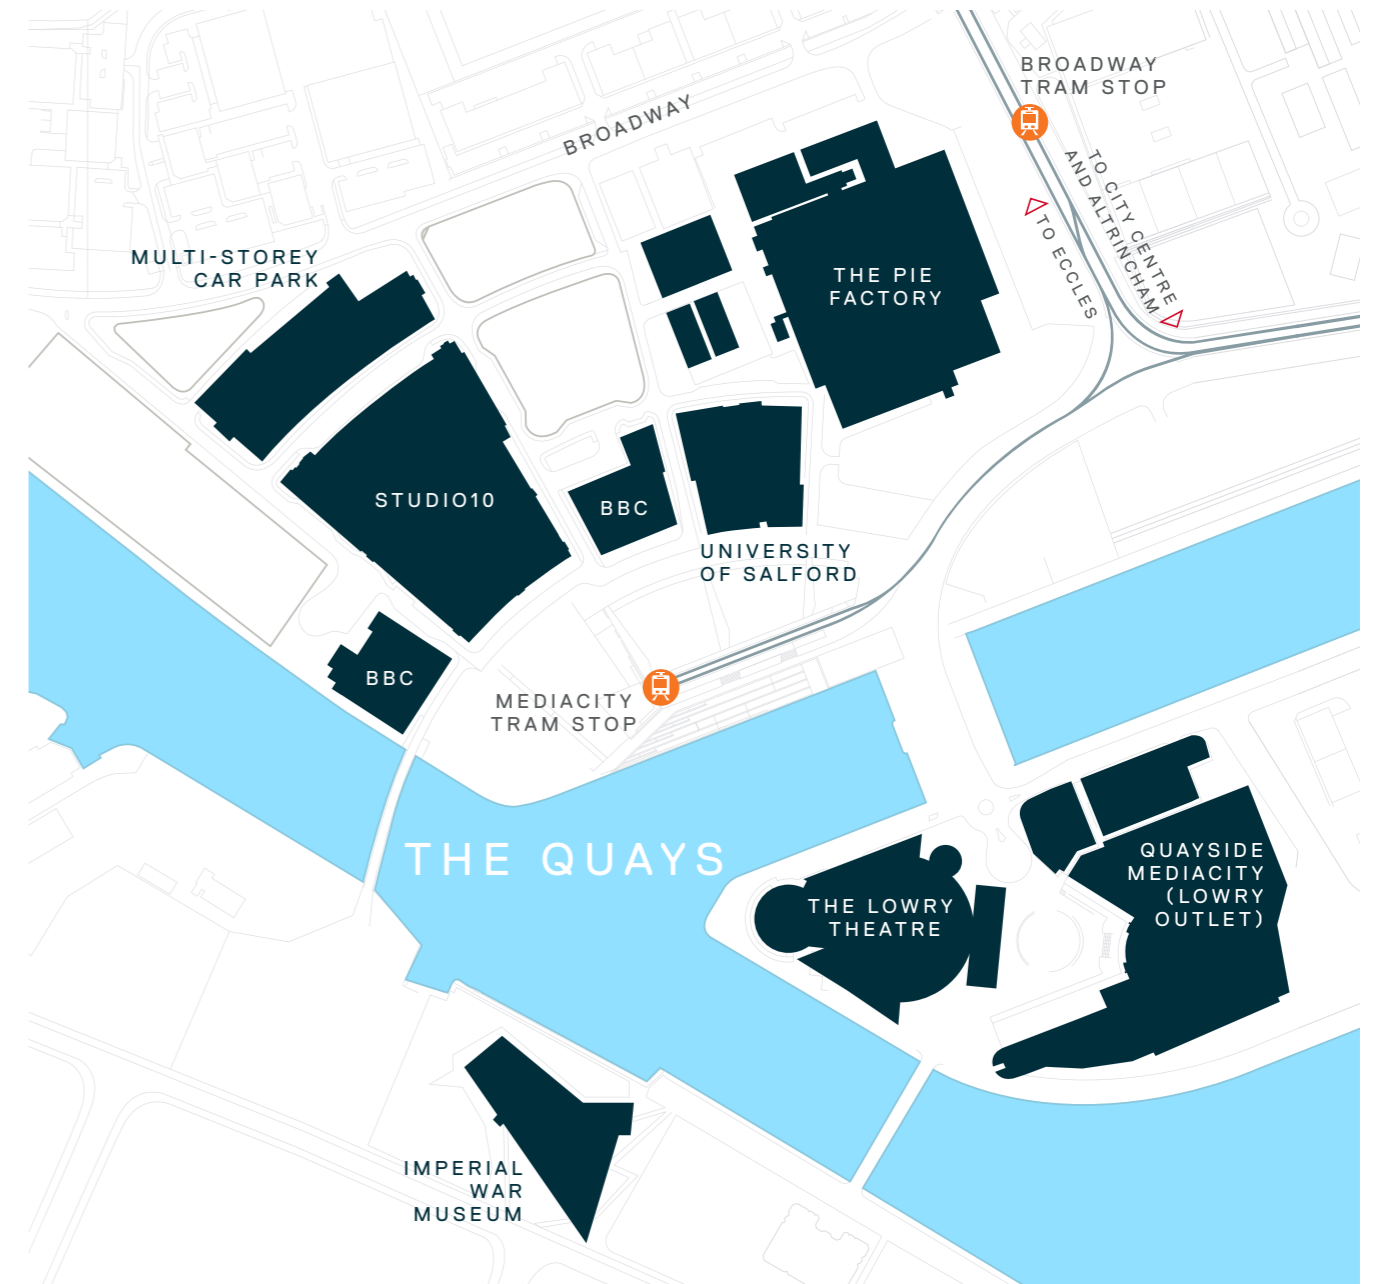 BROADWAY
TRAM STOP
BROADWAY
TO CITY CENTRE
AND ALTRINCHAM
TO ECCLES
MULTI-STOREY
CAR PARK
THE PIE
FACTORY
STUDIO10
BBC
UNIVERSITY
OF SALFORD
BBC
MEDIACITY
TRAM STOP
THE QUAYS
QUAYSIDE
MEDIACITY
(LOWRY
OUTLET)
THE LOWRY
THEATRE
IMPERIAL
WAR
MUSEUM